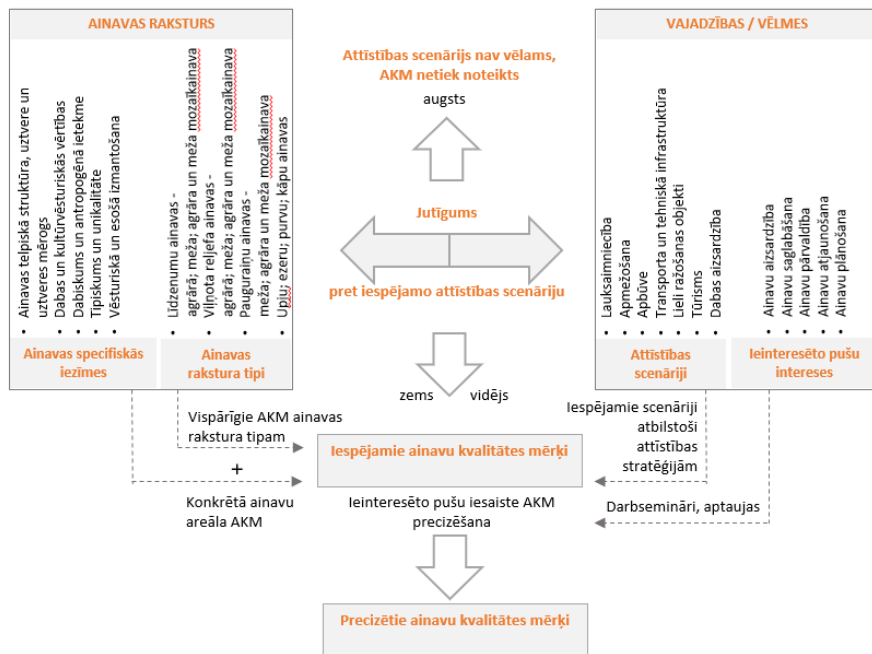 AINAVAS RAKSTURS
• Ainavas telpiskā struktūra, uztvere un
uztveres mērogs
• Dabas un kultūrvēsturiskās vērtības
• Dabiskums un antropogēnā ietekme
• Tipiskums un unikalitāte
• Vēsturiskā un esošā izmantošana
• Līdzenumu ainavas -
agrārā; meža; agrāra un meža mozaīkainava
• Viļņota reljefa ainavas -
agrārā; meža; agrāra un meža mozaīkainava
• Pauguraiņu ainavas -
meža; agrāra un meža mozaīkainava
• Upju; ezeru; purvu; kāpu ainavas
Ainavas specifiskās
iezīmes
Ainavas
rakstura tipi
Attīstības scenārijs nav vēlams,
AKM netiek noteikts
augsts
Jutīgums
pret iespējamo attīstības scenāriju
zems vidējs
VAJADZĪBAS / VĒLMES
• Lauksaimniecība
• Apmežošana
• Apbūve
• Transporta un tehniskā infrastruktūra
• Lieli ražošanas objekti
• Tūrisms
• Dabas aizsardzība
• Ainavu aizsardzība
• Ainavu saglabāšana
• Ainavu pārvaldība
• Ainavu atjaunošana
• Ainavu plānošana
Attīstības
scenāriji
Ieinteresēto pušu
intereses
Vispārīgie AKM ainavas
rakstura tipam
+
Konkrētā ainavu
areāla AKM
Iespējamie ainavu kvalitātes mērķi
Iespējamie scenāriji
atbilstoši
attīstības
stratēģijām
Ieinteresēto pušu iesaiste AKM
precizēšana
Darbsemināri, aptaujas
Precizētie ainavu kvalitātes mērķi